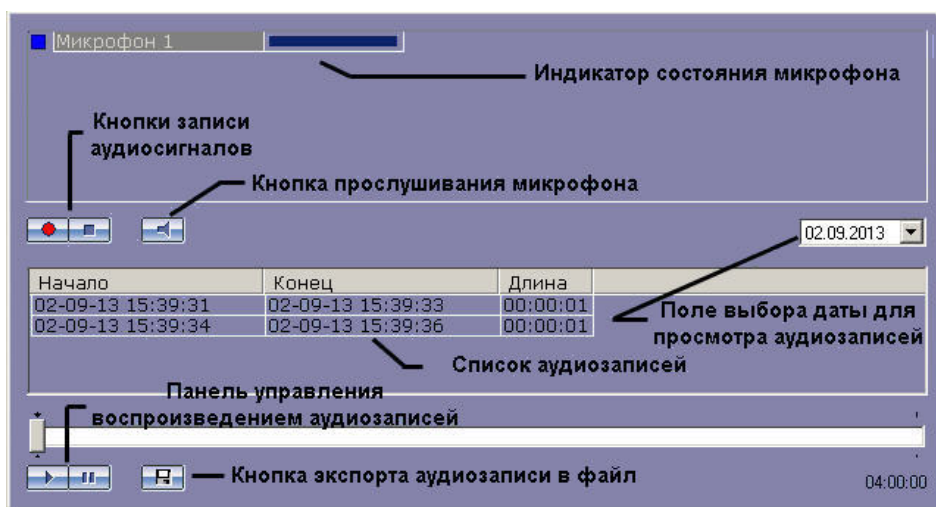 Микрофон 1
Индикатор состояния микрофона
Кнопки записи
аудиосигналов
Кнопка прослушивания микрофона
02.09.2013
Начало Конец Длина
02-09-13 15:39:31 02-09-13 15:39:33 00:00:01
02-09-13 15:39:34 02-09-13 15:39:36 00:00:01
Поле выбора даты для
просмотра аудиозаписей
Список аудиозаписей
Панель управления
воспроизведением аудиозаписей
Кнопка экспорта аудиозаписи в файл
04:00:00